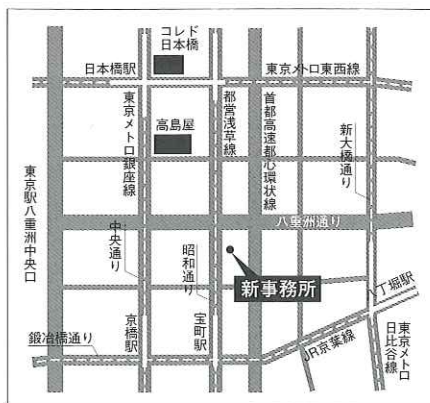 コレド
日本橋
日本橋駅
東京メトロ東西線
東京メトロ銀座線
高島屋
都営浅草線
首都高速都心環状線
新大橋通り
東京駅八重洲中央口
八重洲通り
中央通り
昭和通り
新事務所
八丁堀駅
鍛冶橋通り
京橋駅
宝町駅
JR京葉線
東京メトロ
日比谷線